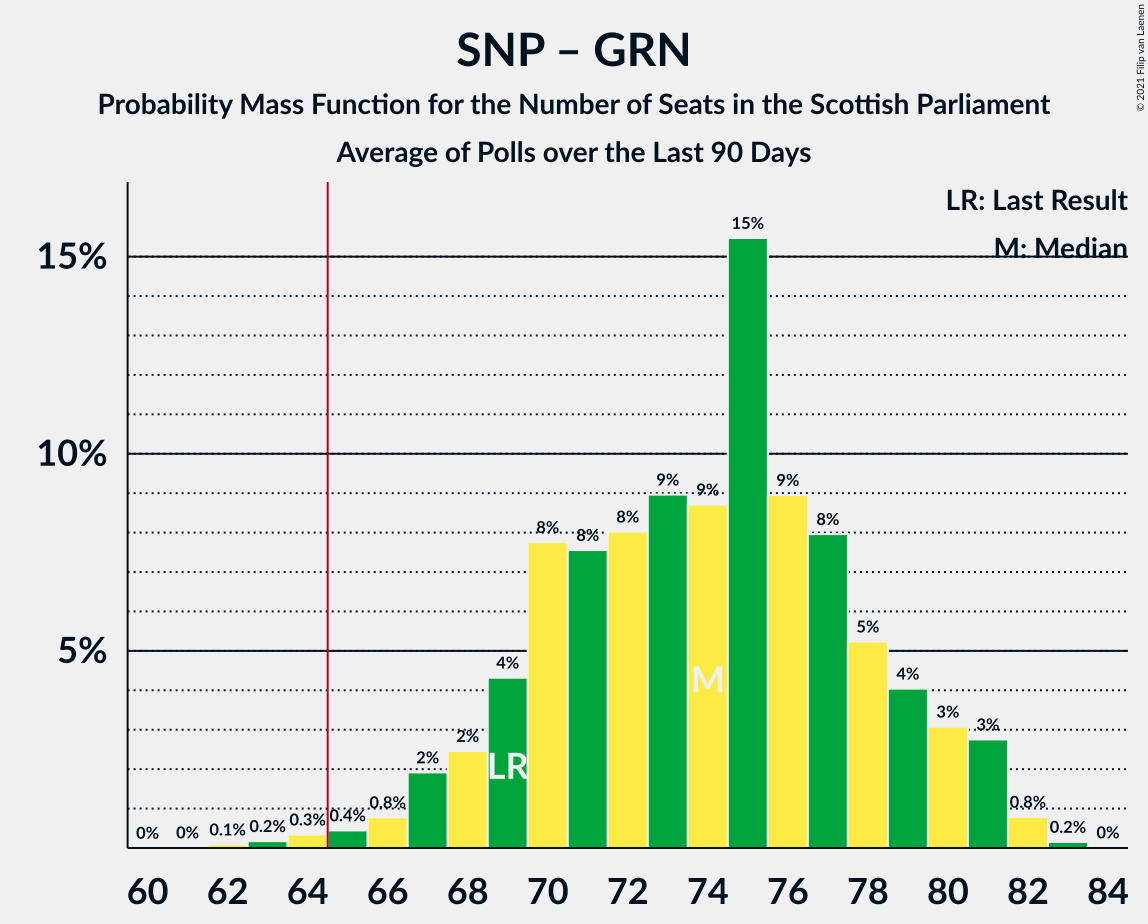 SNP – GRN
Probability Mass Function for the Number of Seats in the Scottish Parliament
Average of Polls over the Last 90 Days
© 2021 Filip van Laenen
LR: Last Result
M: Median
15%
10%
5%
0% 0% 0.1% 0.2% 0.3% 0.4% 0.8% 2% 2% 4% 8% 8% 8% 9% 9% 15% 9% 8% 5% 4% 3% 3% 0.8% 0.2% 0%
LR
M
60 62 64 66 68 70 72 74 76 78 80 82 84